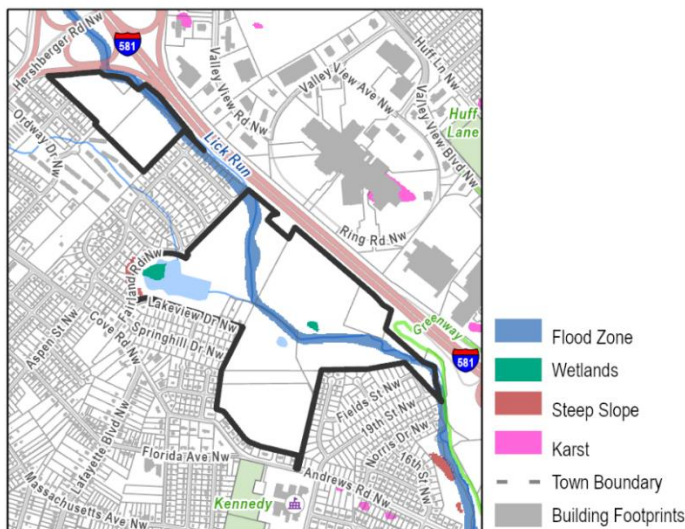 Hershberger Rd Nw
581
Ordway Dr Nw
Valley View Rd Nw
Valley View Ave Nw
Huff Ln Nw
Valley View Blvd Nw
Huff
Lane
Lick Run
Ring Rd Nw
Fairland Rd Nw
Lakeview Dr Nw
Springhill Dr Nw
Cove Rd Nw
Aspen St Nw
Lafayette Blvd Nw
Florida Ave Nw
Massachusetts Ave Nw
Kennedy
Andrews Rd Nw
Fields St Nw
19th St Nw
Norris Dr Nw
16th St Nw
Greenway
581
Flood Zone
Wetlands
Steep Slope
Karst
Town Boundary
Building Footprints